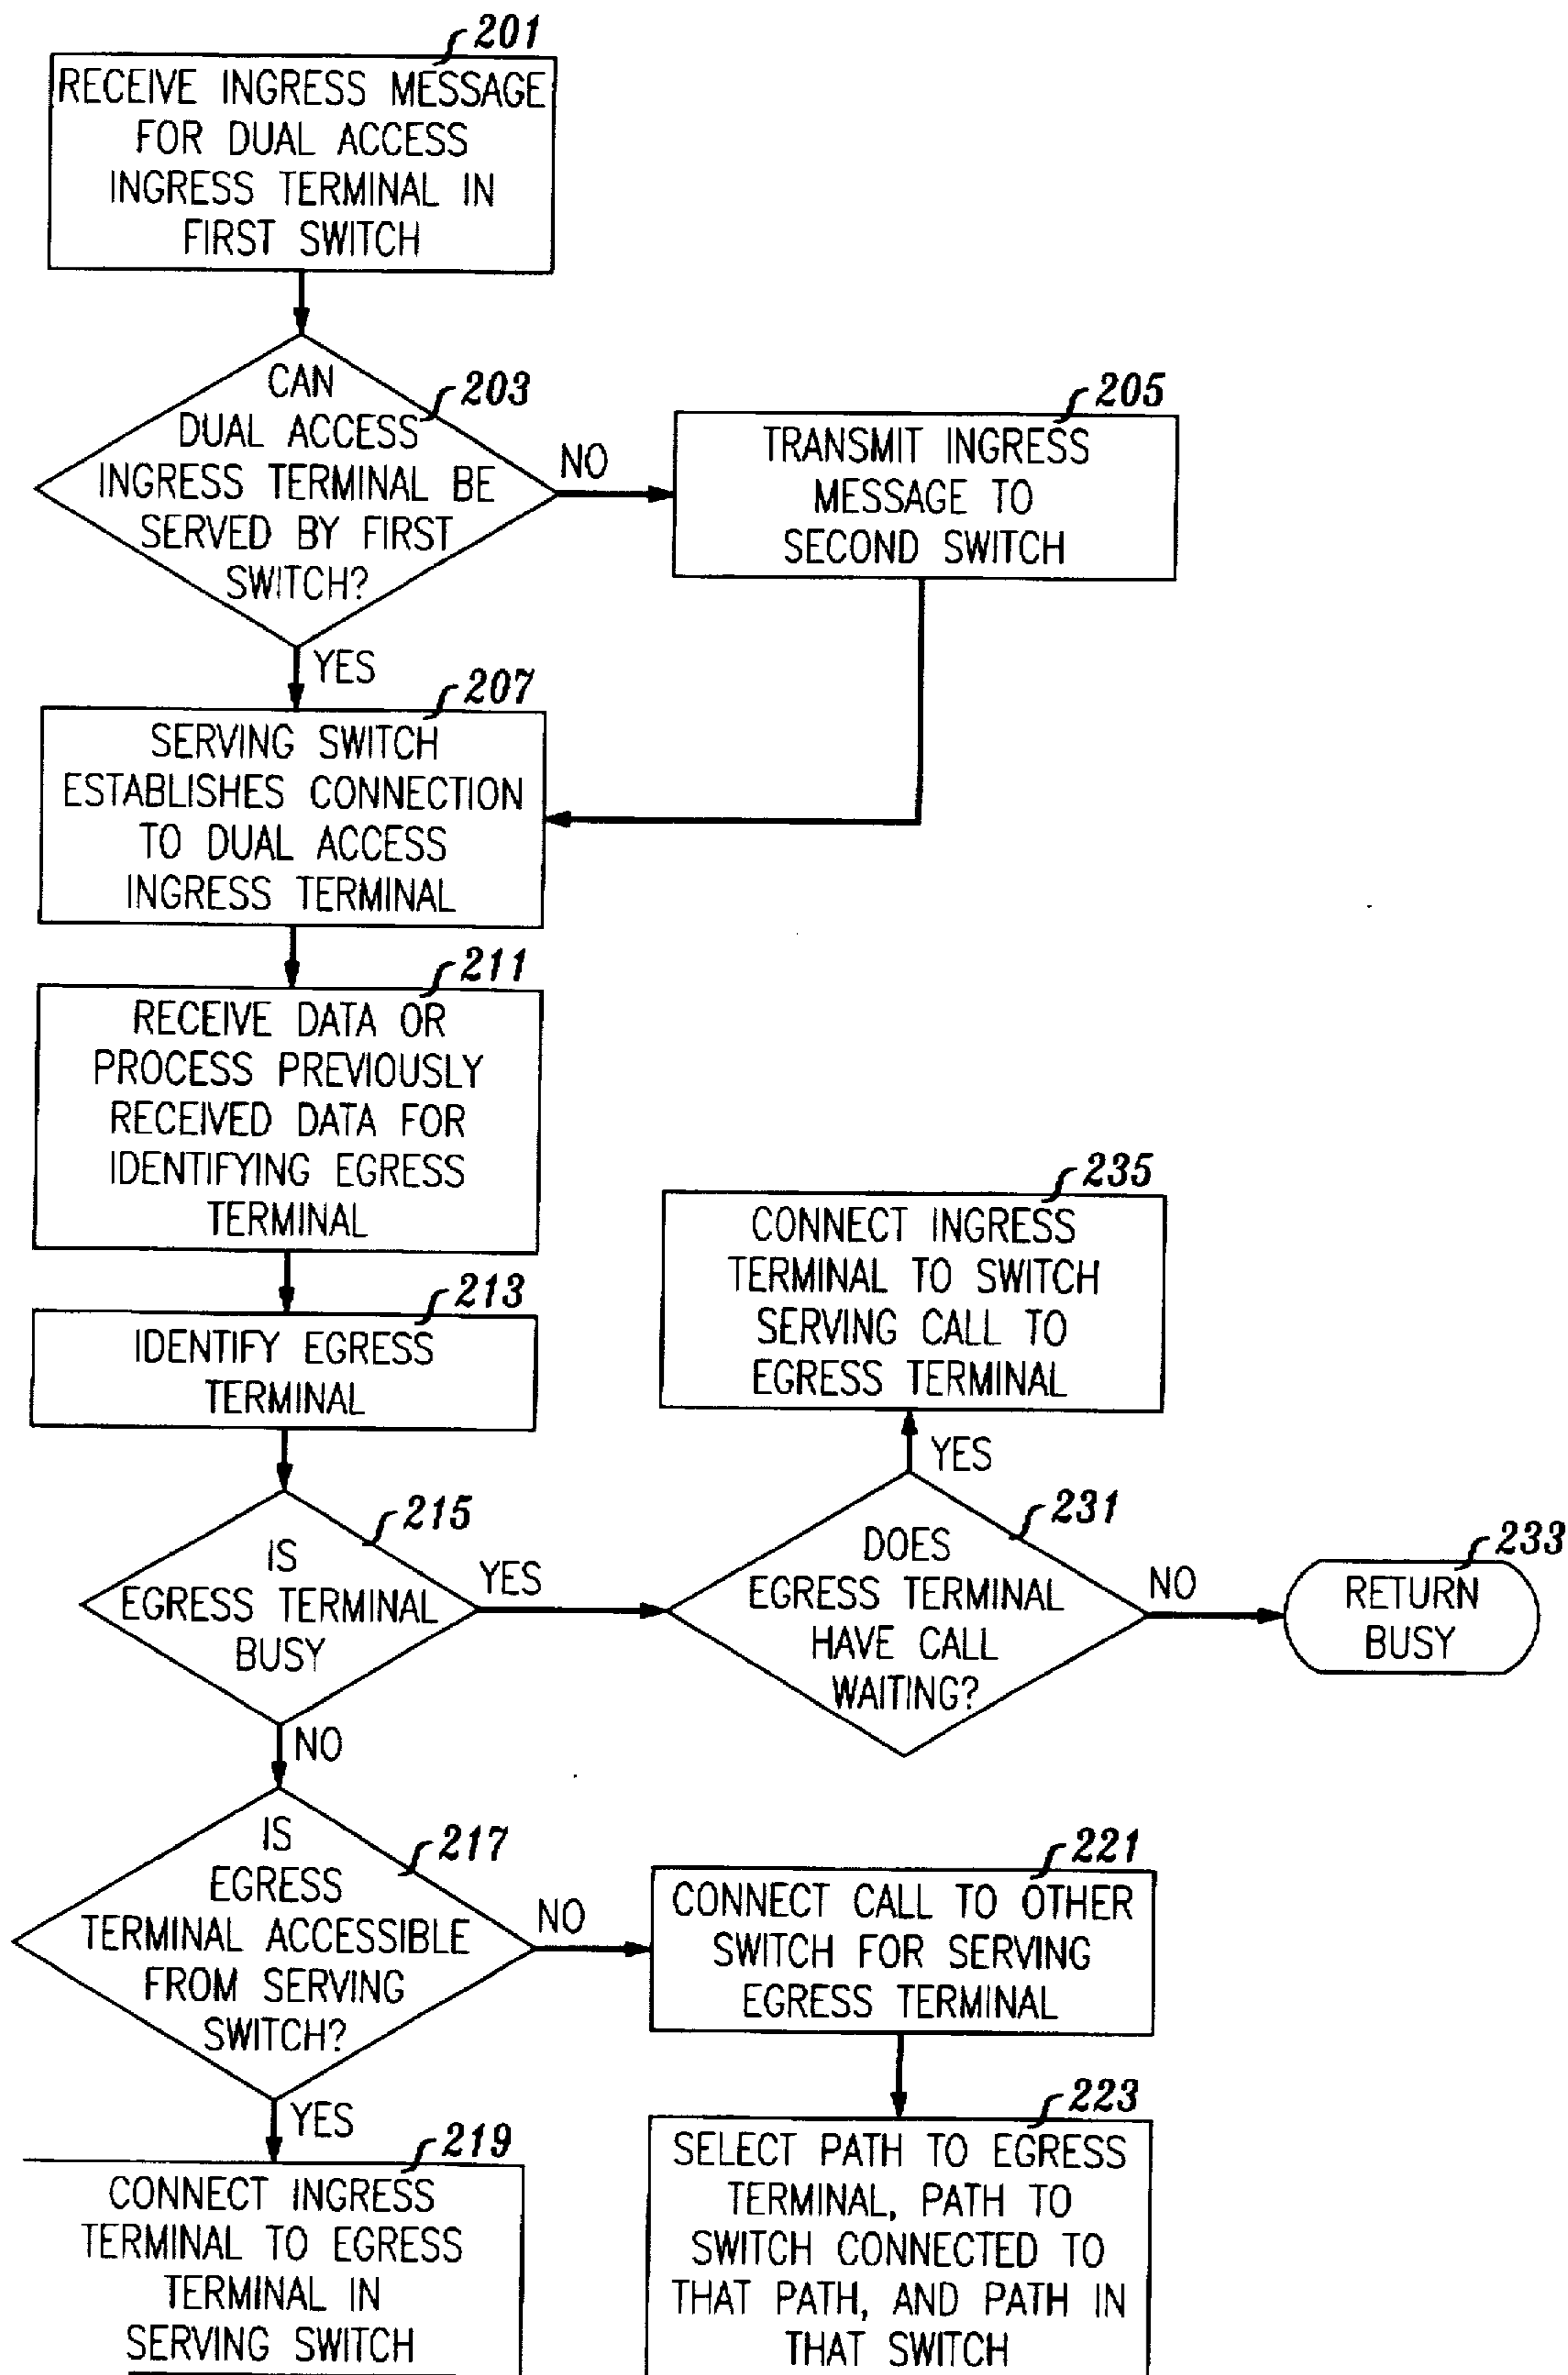 201
RECEIVE INGRESS MESSAGE
FOR DUAL ACCESS
INGRESS TERMINAL IN
FIRST SWITCH
203
CAN
DUAL ACCESS
INGRESS TERMINAL BE
SERVED BY FIRST
SWITCH?
NO
205
TRANSMIT INGRESS
MESSAGE TO
SECOND SWITCH
YES
207
SERVING SWITCH
ESTABLISHES CONNECTION
TO DUAL ACCESS
INGRESS TERMINAL
211
RECEIVE DATA OR
PROCESS PREVIOUSLY
RECEIVED DATA FOR
IDENTIFYING EGRESS
TERMINAL
213
IDENTIFY EGRESS
TERMINAL
215
IS
EGRESS TERMINAL
BUSY
YES
231
DOES
EGRESS TERMINAL
HAVE CALL
WAITING?
YES
235
CONNECT INGRESS
TERMINAL TO SWITCH
SERVING CALL TO
EGRESS TERMINAL
NO
233
RETURN
BUSY
NO
217
IS
EGRESS
TERMINAL ACCESSIBLE
FROM SERVING
SWITCH?
NO
221
CONNECT CALL TO OTHER
SWITCH FOR SERVING
EGRESS TERMINAL
YES
219
CONNECT INGRESS
TERMINAL TO EGRESS
TERMINAL IN
SERVING SWITCH
223
SELECT PATH TO EGRESS
TERMINAL, PATH TO
SWITCH CONNECTED TO
THAT PATH, AND PATH IN
THAT SWITCH